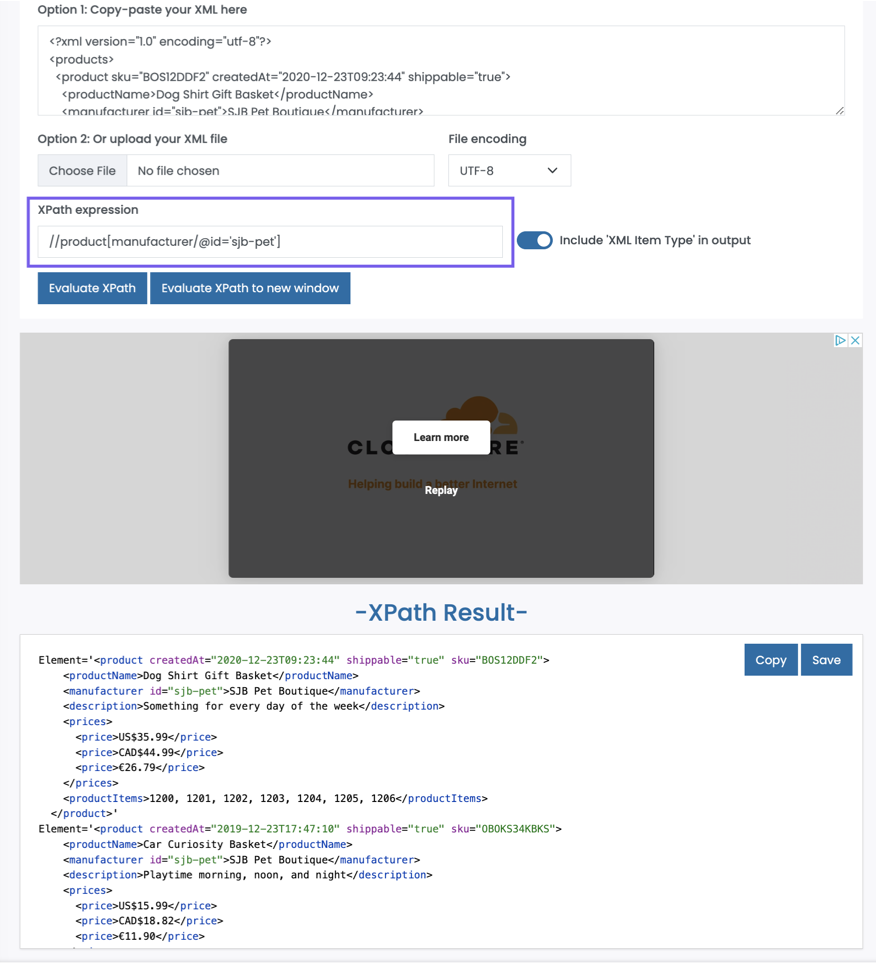 Option 1: Copy-paste your XML here
<?xml version="1.0" encoding="utf-8"?>
<products>
<product sku="BOS12DDF2" createdAt="2020-12-23T09:23:44" shippable="true">
<productName>Dog Shirt Gift Basket</productName>
<manufacturer id="sjb-pet">SJB Pet Boutique</manufacturer>
Option 2: Or upload your XML file
File encoding
Choose File No file chosen
UTF-8
XPath expression
//product[manufacturer/@id='sjb-pet']
Include 'XML Item Type' in output
Evaluate XPath
Evaluate XPath to new window
Learn more
Helping build a better Internet
Replay
-XPath Result-
Copy
Save
Element='<product createdAt="2020-12-23T09:23:44" shippable="true" sku="BOS12DDF2">
<productName>Dog Shirt Gift Basket</productName>
<manufacturer id="sjb-pet">SJB Pet Boutique</manufacturer>
<description>Something for every day of the week</description>
<prices>
<price>US$35.99</price>
<price>CAD$44.99</price>
<price>€26.79</price>
</prices>
<productItems>1200, 1201, 1202, 1203, 1204, 1205, 1206</productItems>
</product>'
Element='<product createdAt="2019-12-23T17:47:10" shippable="true" sku="OBOKS34KBKS">
<productName>Car Curiosity Basket</productName>
<manufacturer id="sjb-pet">SJB Pet Boutique</manufacturer>
<description>Playtime morning, noon, and night</description>
<prices>
<price>US$15.99</price>
<price>CAD$18.82</price>
<price>€11.90</price>